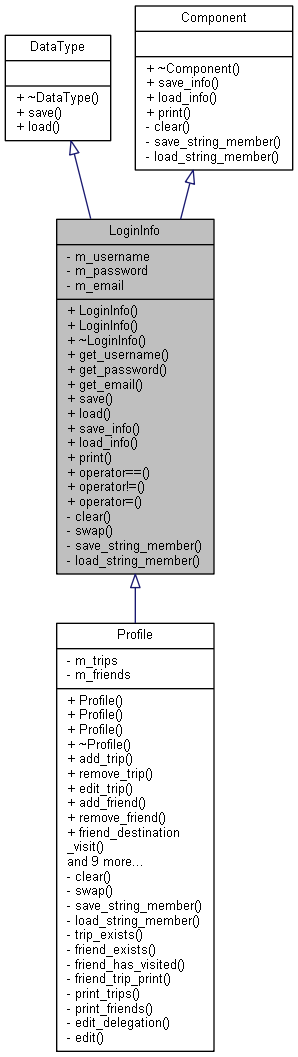 Component
+ ~Component()
+ save_info()
+ load_info()
+ print()
- clear()
- save_string_member()
- load_string_member()
DataType
+ ~DataType()
+ save()
+ load()
LoginInfo
- m_username
- m_password
- m_email
+ LoginInfo()
+ LoginInfo()
+ ~LoginInfo()
+ get_username()
+ get_password()
+ get_email()
+ save()
+ load()
+ save_info()
+ load_info()
+ print()
+ operator==()
+ operator!=()
+ operator=()
- clear()
- swap()
- save_string_member()
- load_string_member()
Profile
- m_trips
- m_friends
+ Profile()
+ Profile()
+ Profile()
+ ~Profile()
+ add_trip()
+ remove_trip()
+ edit_trip()
+ add_friend()
+ remove_friend()
+ friend_destination
_visit()
and 9 more...
- clear()
- swap()
- save_string_member()
- load_string_member()
- trip_exists()
- friend_exists()
- friend_has_visited()
- friend_trip_print()
- print_trips()
- print_friends()
- edit_delegation()
- edit()